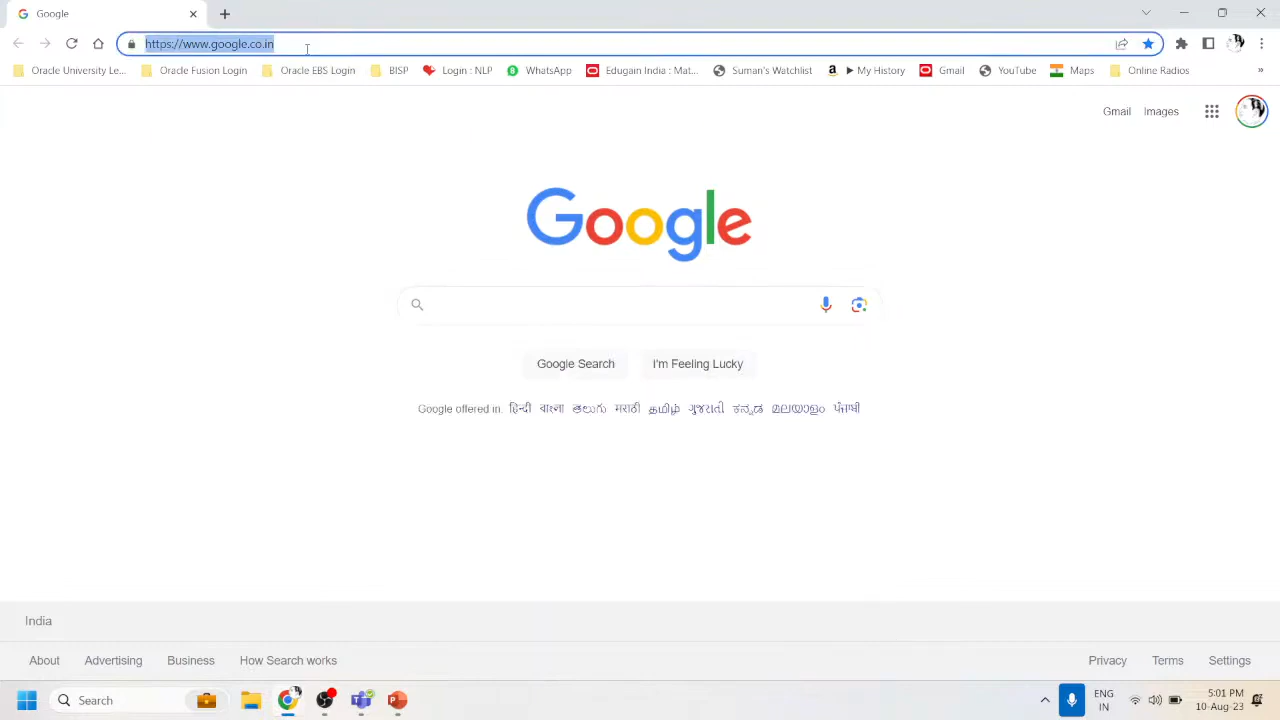 Google
https://www.google.co.in
Oracle University Le... Oracle Fusion Login Oracle EBS Login BISP Login : NLP WhatsApp Edugain India : Mat... Suman's Watchlist ▶ My History Gmail YouTube Maps Online Radios »
Gmail Images
Google
Google Search I'm Feeling Lucky
Google offered in: हिन्दी বাংলা తెలుగు मराठी தமிழ் ગુજરાતી ಕನ್ನಡ മലയാളം ਪੰਜਾਬੀ
India
About Advertising Business How Search works Privacy Terms Settings
Search
ENG
IN
5:01 PM
10-Aug-23